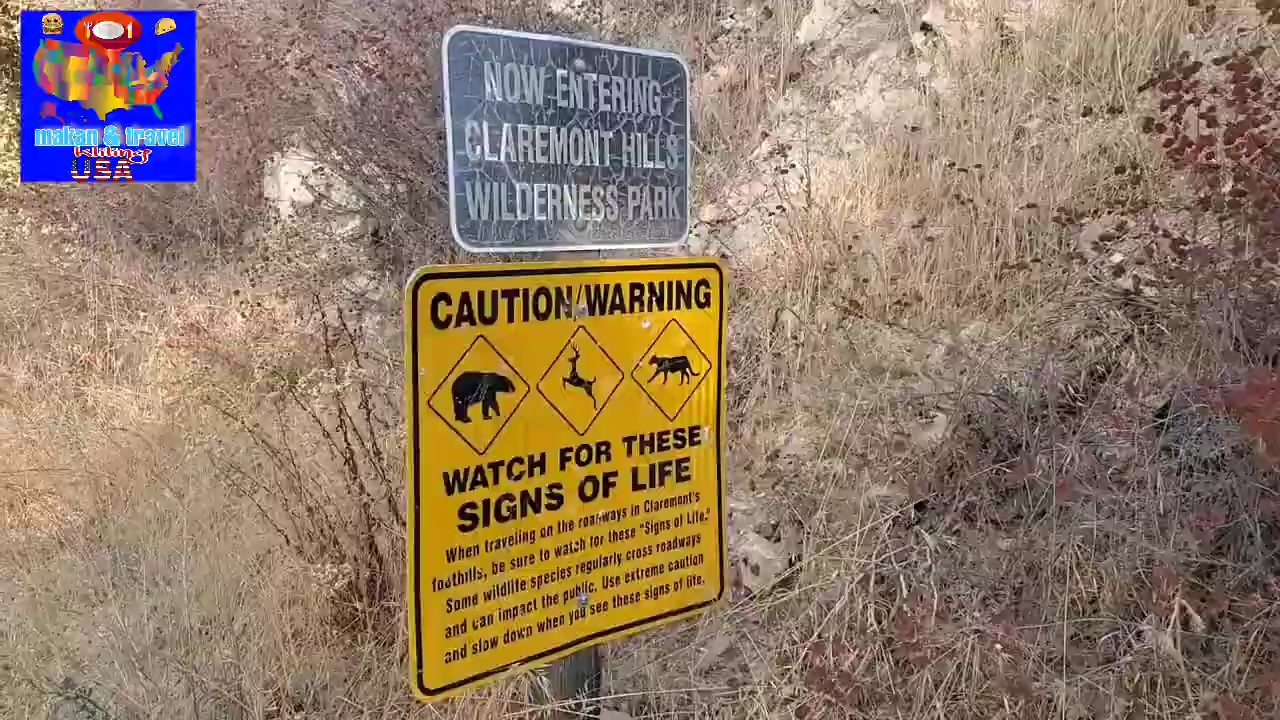 makan & travel
keliling
USA
NOW ENTERING
CLAREMONT HILLS
WILDERNESS PARK
CAUTION/WARNING
WATCH FOR THESE
SIGNS OF LIFE
When traveling on the roadways in Claremont's
foothills, be sure to watch for these "Signs of Life."
Some wildlife species regularly cross roadways
and can impact the public. Use extreme caution
and slow down when you see these signs of life.